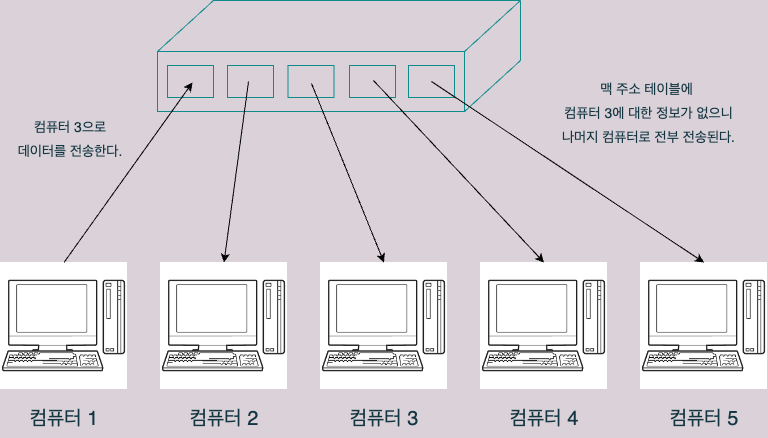 맥 주소 테이블에
컴퓨터 3에 대한 정보가 없으니
나머지 컴퓨터로 전부 전송된다.
컴퓨터 3으로
데이터를 전송한다.
컴퓨터 1
컴퓨터 2
컴퓨터 3
컴퓨터 4
컴퓨터 5